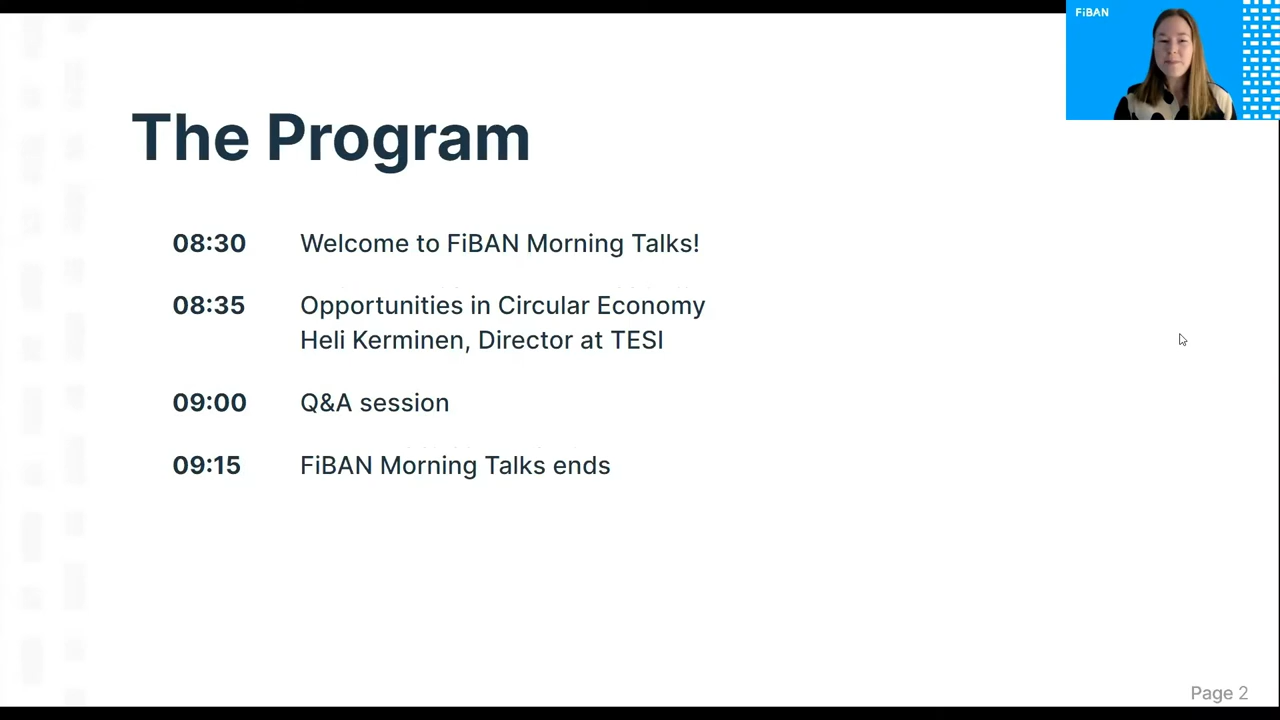 FiBAN
The Program
08:30 Welcome to FiBAN Morning Talks!
08:35 Opportunities in Circular Economy
Heli Kerminen, Director at TESI
09:00 Q&A session
09:15 FiBAN Morning Talks ends
Page 2